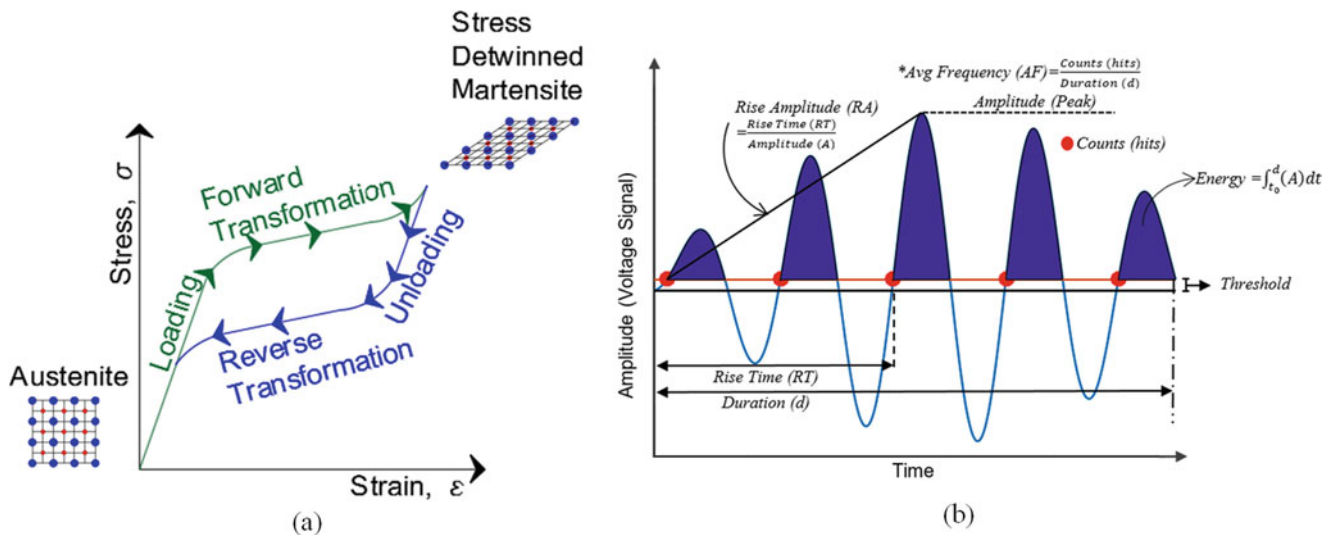 Stress
Detwinned
Martensite
Stress, σ
Forward
Transformation
Loading
Unloading
Reverse
Transformation
Austenite
Strain, ε
(a)
*Avg Frequency (AF)=Counts (hits)/Duration (d)
Rise Amplitude (RA)
=Rise Time (RT)/Amplitude (A)
Amplitude (Peak)
Counts (hits)
Energy =∫ₜ₀ᵈ(A)dt
Threshold
Amplitude (Voltage Signal)
Rise Time (RT)
Duration (d)
Time
(b)